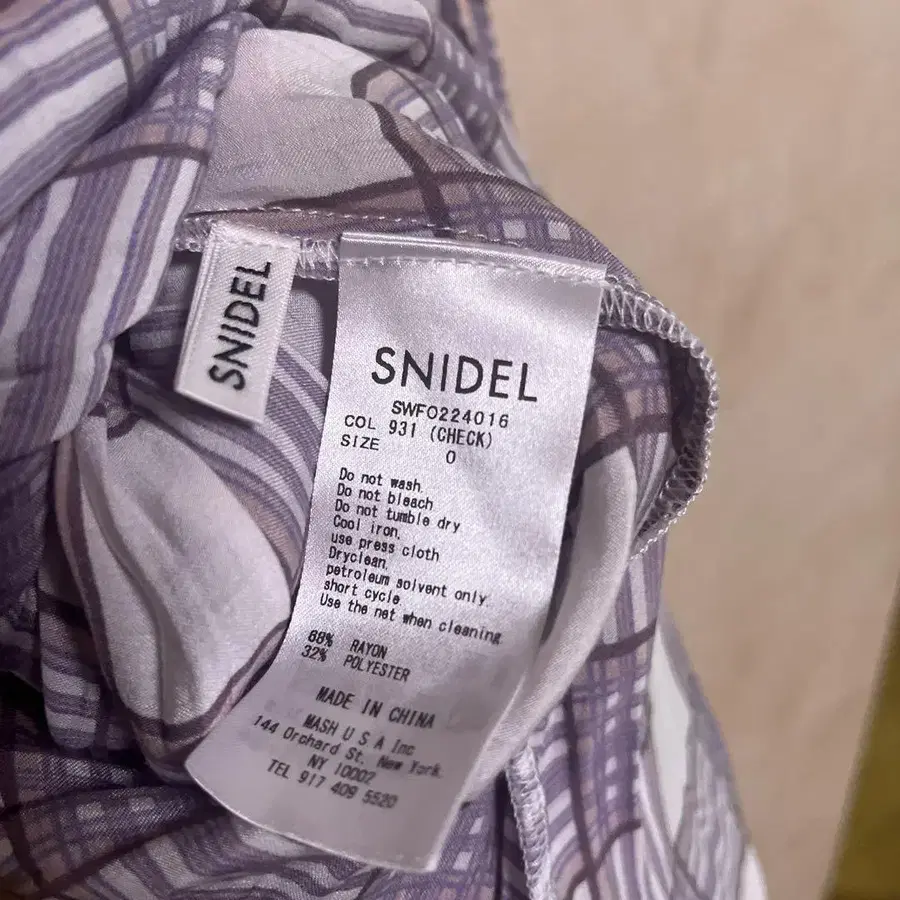 SNIDEL
SNIDEL
SWFO224016
COL 931 (CHECK)
SIZE 0
Do not wash.
Do not bleach
Do not tumble dry
Cool iron.
use press cloth
Dryclean.
petroleum solvent only.
short cycle
Use the net when cleaning.
68% RAYON
32% POLYESTER
MADE IN CHINA
MASH U S A Inc
144 Orchard St, New York.
NY 10002
TEL 917 409 5520